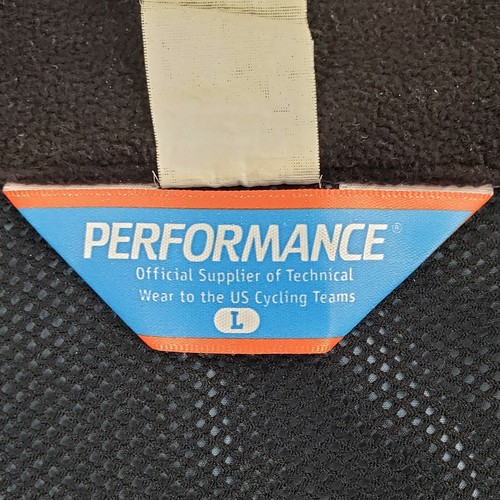 PERFORMANCE®
Official Supplier of Technical
Wear to the US Cycling Teams
L